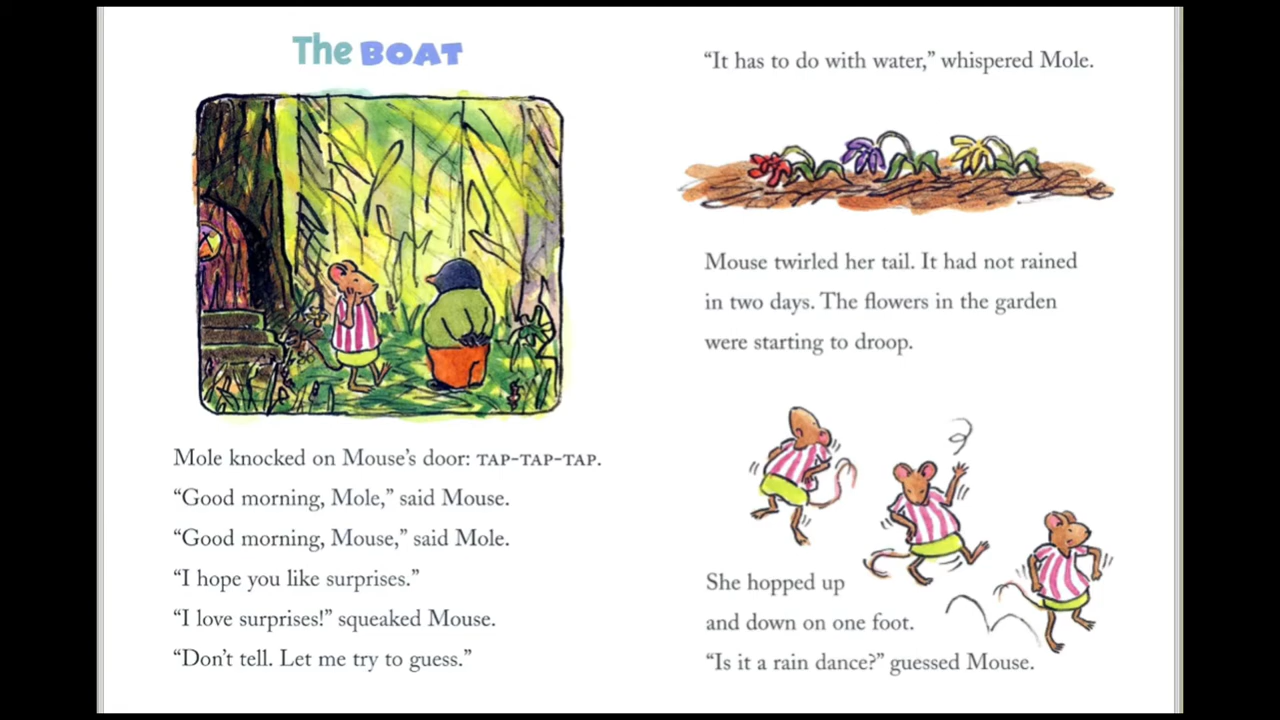 The BOAT
Mole knocked on Mouse’s door: TAP-TAP-TAP.
“Good morning, Mole,” said Mouse.
“Good morning, Mouse,” said Mole.
“I hope you like surprises.”
“I love surprises!” squeaked Mouse.
“Don’t tell. Let me try to guess.”
“It has to do with water,” whispered Mole.
Mouse twirled her tail. It had not rained
in two days. The flowers in the garden
were starting to droop.
She hopped up
and down on one foot.
“Is it a rain dance?” guessed Mouse.